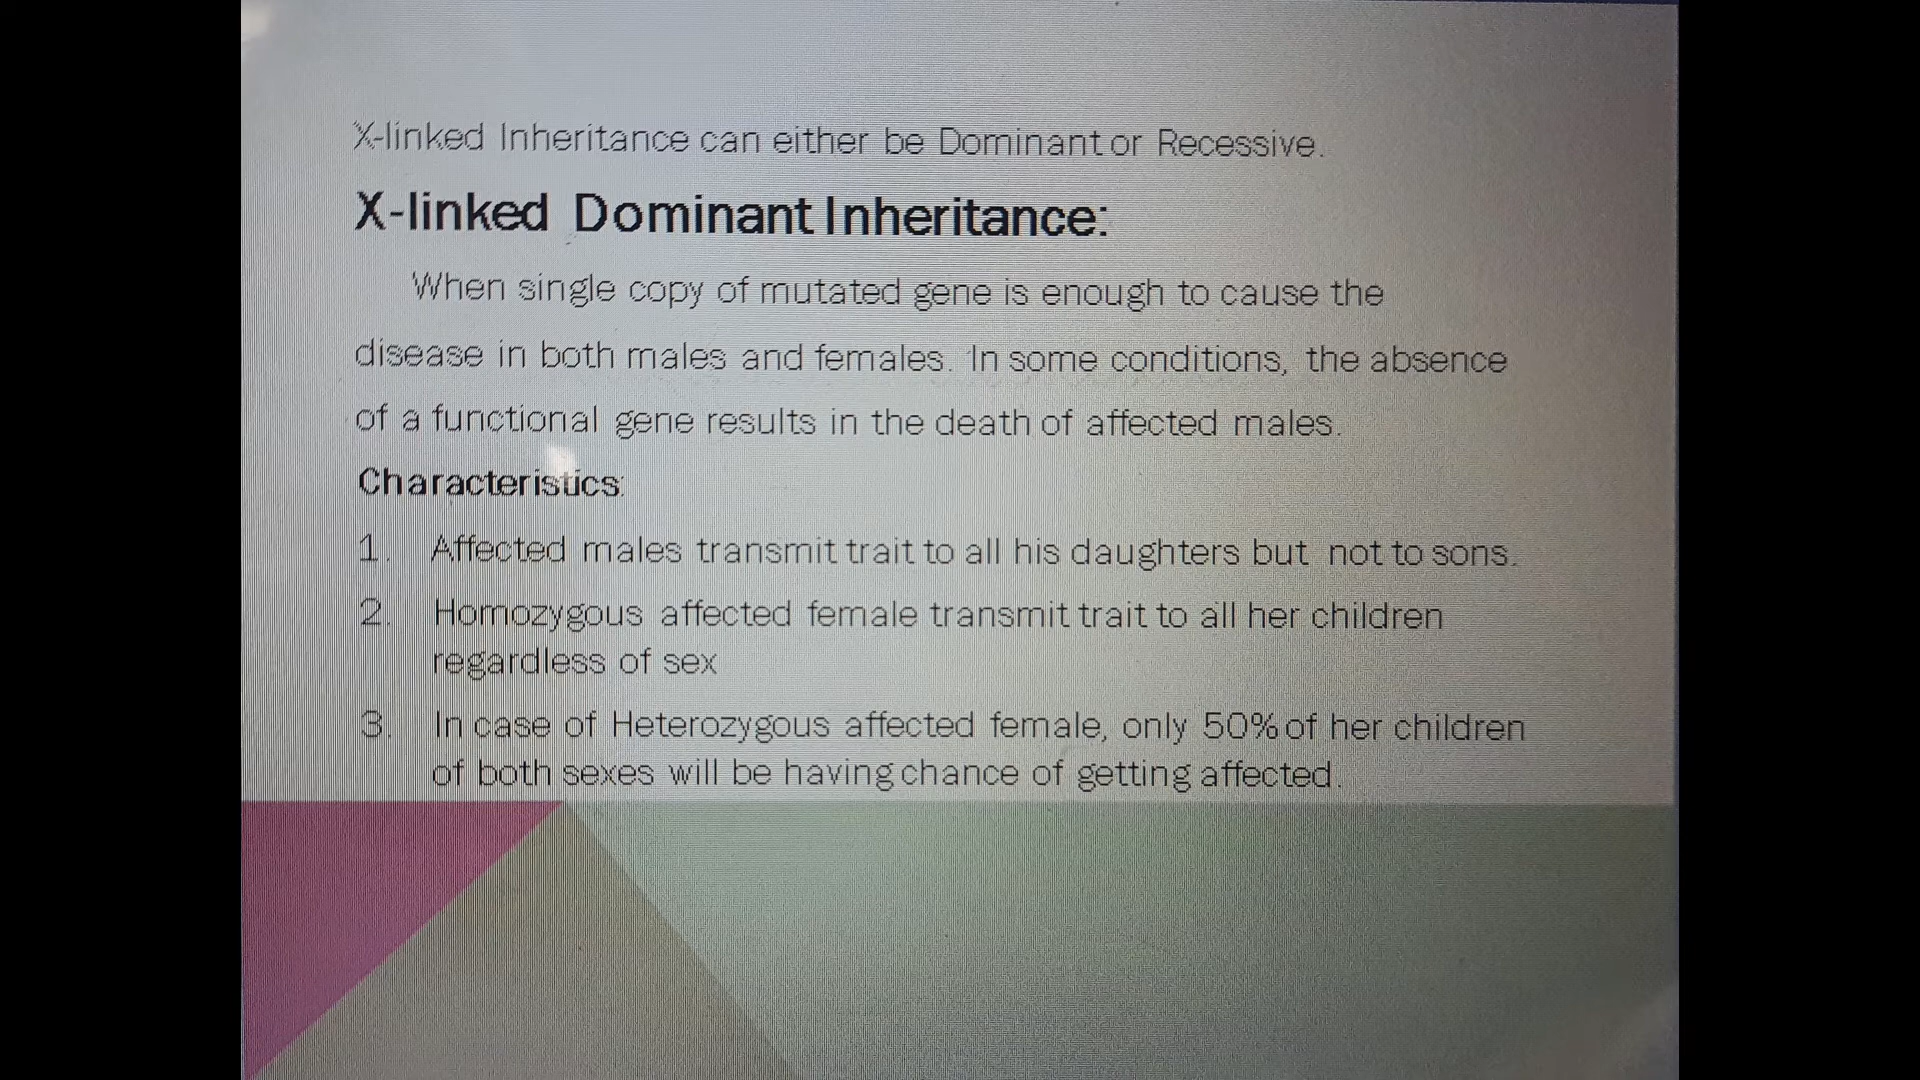 X-linked Inheritance can either be Dominant or Recessive.
X-linked Dominant Inheritance:
When single copy of mutated gene is enough to cause the
disease in both males and females. In some conditions, the absence
of a functional gene results in the death of affected males.
Characteristics:
1. Affected males transmit trait to all his daughters but not to sons.
2. Homozygous affected female transmit trait to all her children
regardless of sex
3. In case of Heterozygous affected female, only 50% of her children
of both sexes will be having chance of getting affected.